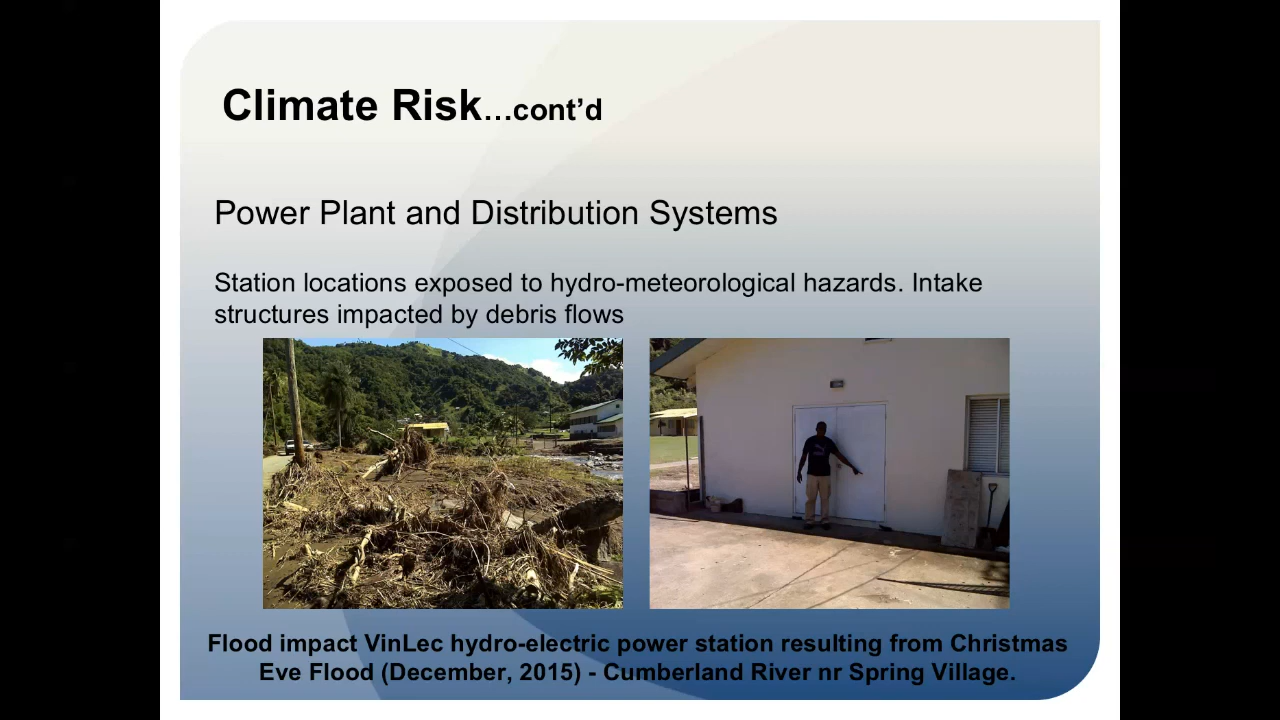 Climate Risk…cont’d
Power Plant and Distribution Systems
Station locations exposed to hydro-meteorological hazards. Intake
structures impacted by debris flows
Flood impact VinLec hydro-electric power station resulting from Christmas
Eve Flood (December, 2015) - Cumberland River nr Spring Village.